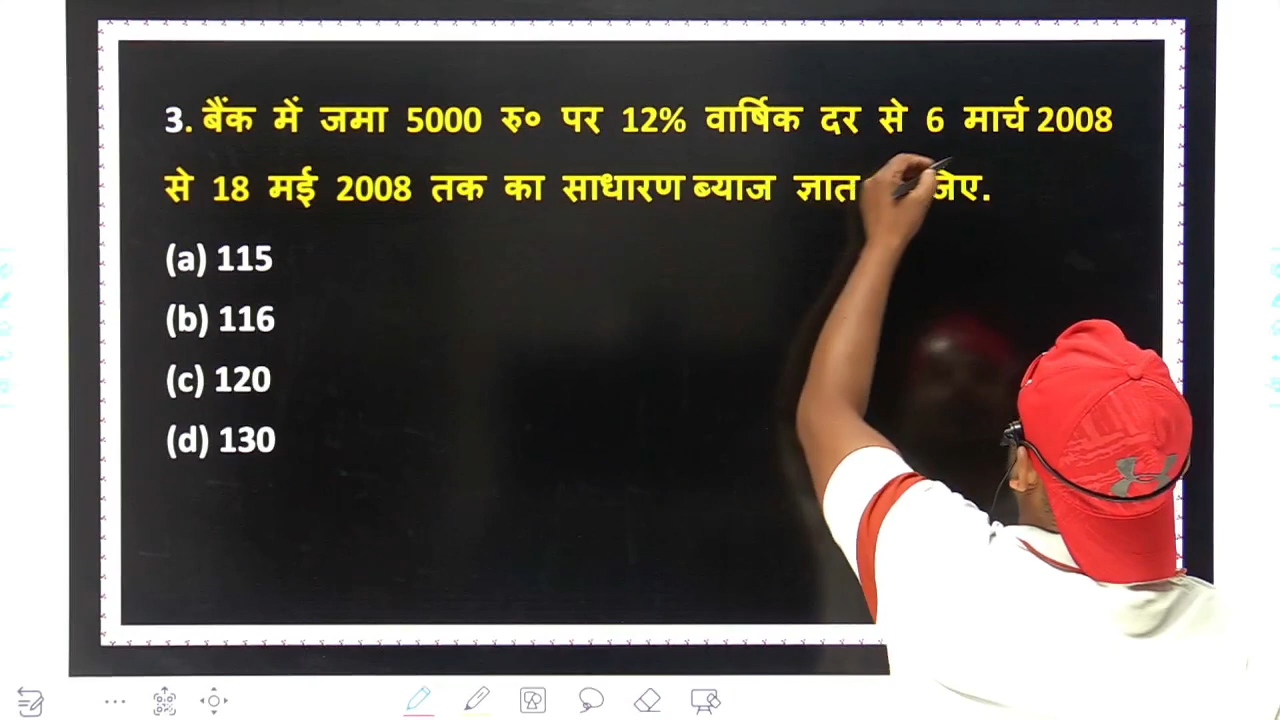 3. बैंक में जमा 5000 रु० पर 12% वार्षिक दर से 6 मार्च 2008
से 18 मई 2008 तक का साधारण ब्याज ज्ञात
(a) 115
(b) 116
(c) 120
(d) 130